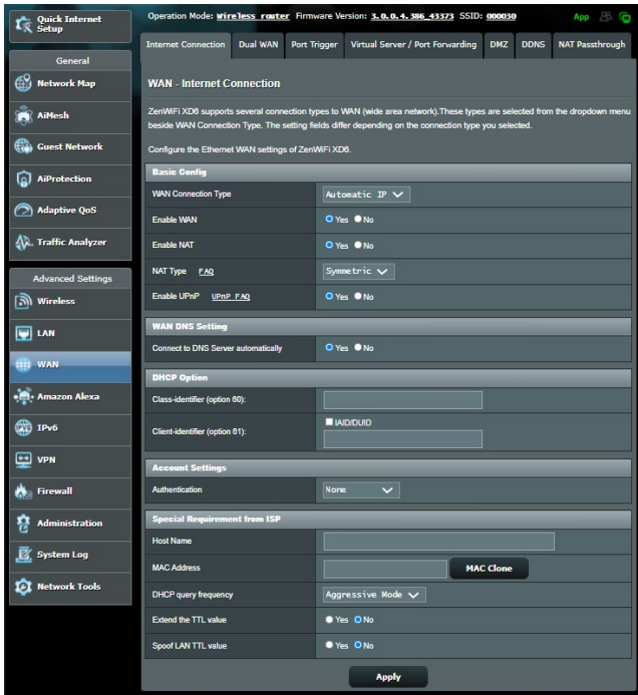 Quick Internet Setup
Operation Mode: Wireless router Firmware Version: 3.0.0.4.386_43373 SSID: 000030 App
Internet Connection Dual WAN Port Trigger Virtual Server / Port Forwarding DMZ DDNS NAT Passthrough
General
Network Map
AiMesh
Guest Network
AiProtection
Adaptive QoS
Traffic Analyzer
Advanced Settings
Wireless
LAN
WAN
Amazon Alexa
IPv6
VPN
Firewall
Administration
System Log
Network Tools
WAN - Internet Connection
ZenWiFi XD6 supports several connection types to WAN (wide area network).These types are selected from the dropdown menu
beside WAN Connection Type. The setting fields differ depending on the connection type you selected.
Configure the Ethernet WAN settings of ZenWiFi XD6.
Basic Config
WAN Connection Type Automatic IP
Enable WAN Yes No
Enable NAT Yes No
NAT Type FAQ Symmetric
Enable UPnP UPnP FAQ Yes No
WAN DNS Setting
Connect to DNS Server automatically Yes No
DHCP Option
Class-identifier (option 60):
Client-identifier (option 61): IAID/DUID
Account Settings
Authentication None
Special Requirement from ISP
Host Name
MAC Address MAC Clone
DHCP query frequency Aggressive Mode
Extend the TTL value Yes No
Spoof LAN TTL value Yes No
Apply